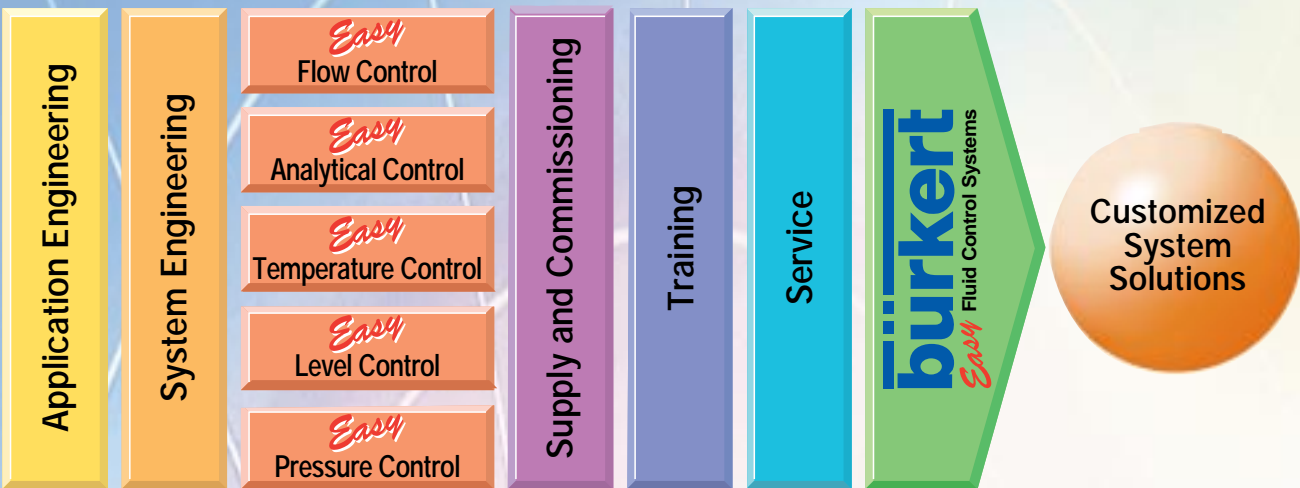 Application Engineering
System Engineering
Easy
Flow Control
Easy
Analytical Control
Easy
Temperature Control
Easy
Level Control
Easy
Pressure Control
Supply and Commissioning
Training
Service
bürkert
Easy Fluid Control Systems
Customized
System
Solutions